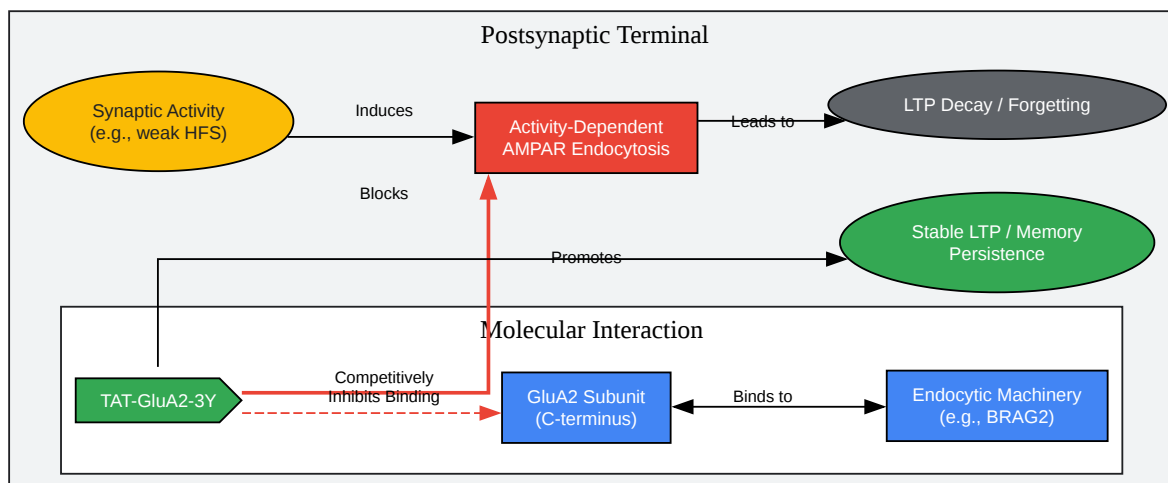 Postsynaptic Terminal
Synaptic Activity
(e.g., weak HFS)
Induces
Activity-Dependent
AMPAR Endocytosis
Leads to
LTP Decay / Forgetting
Blocks
Stable LTP / Memory
Persistence
Promotes
Molecular Interaction
TAT-GluA2-3Y
Competitively
Inhibits Binding
GluA2 Subunit
(C-terminus)
Binds to
Endocytic Machinery
(e.g., BRAG2)